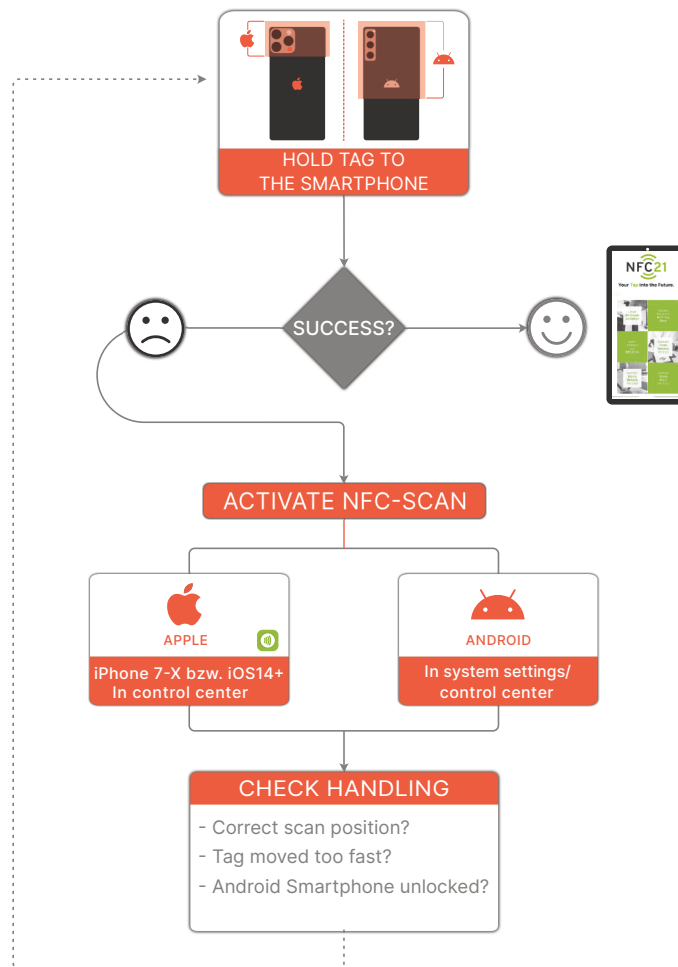 HOLD TAG TO
THE SMARTPHONE
SUCCESS?
NFC21
Your Tap Into the Future.
ACTIVATE NFC-SCAN
APPLE
iPhone 7-X bzw. iOS14+
In control center
ANDROID
In system settings/
control center
CHECK HANDLING
- Correct scan position?
- Tag moved too fast?
- Android Smartphone unlocked?